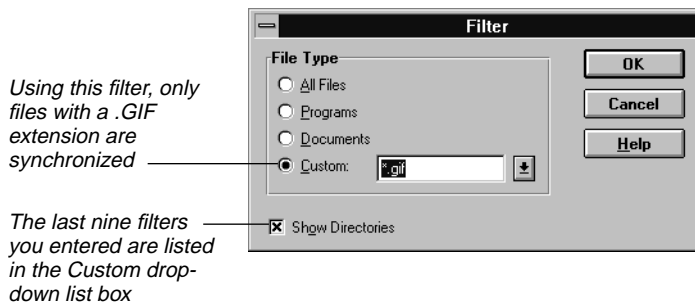 Filter
File Type
All Files
Programs
Documents
Custom:
*.gif
Show Directories
OK
Cancel
Help
Using this filter, only
files with a .GIF
extension are
synchronized
The last nine filters
you entered are listed
in the Custom drop-
down list box